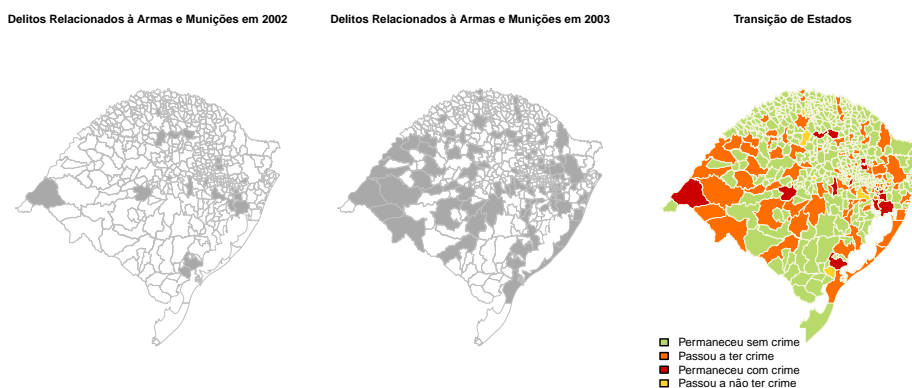 Delitos Relacionados à Armas e Munições em 2002
Delitos Relacionados à Armas e Munições em 2003
Transição de Estados
Permaneceu sem crime
Passou a ter crime
Permaneceu com crime
Passou a não ter crime